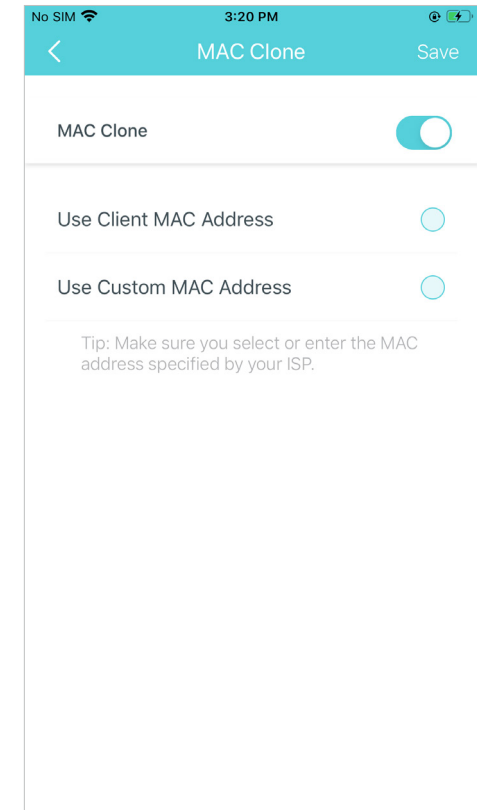 No SIM 3:20 PM
MAC Clone Save
MAC Clone
Use Client MAC Address
Use Custom MAC Address
Tip: Make sure you select or enter the MAC
address specified by your ISP.